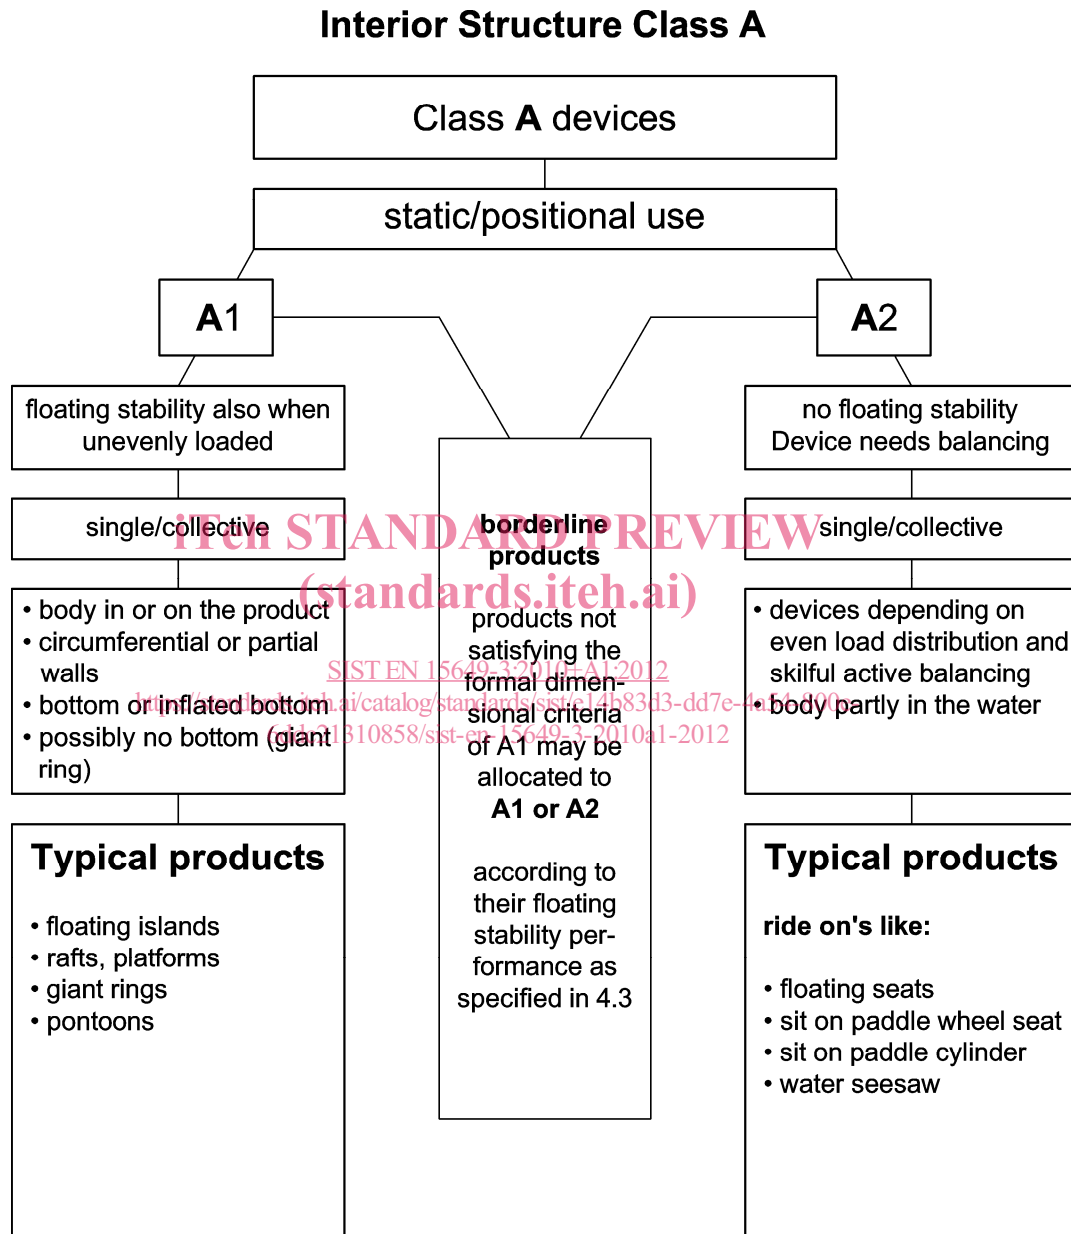 Interior Structure Class A
Class A devices
static/positional use
A1
A2
floating stability also when
unevenly loaded
single/collective
• body in or on the product
• circumferential or partial
walls
• bottom or inflated bottom
• possibly no bottom (giant
ring)
Typical products
• floating islands
• rafts, platforms
• giant rings
• pontoons
borderline
products
products not
satisfying the
formal dimen-
sional criteria
of A1 may be
allocated to
A1 or A2
according to
their floating
stability per-
formance as
specified in 4.3
no floating stability
Device needs balancing
single/collective
• devices depending on
even load distribution and
skilful active balancing
• body partly in the water
Typical products
ride on's like:
• floating seats
• sit on paddle wheel seat
• sit on paddle cylinder
• water seesaw
iTeh STANDARD PREVIEW
(standards.iteh.ai)
SIST EN 15649-3:2010+A1:2012